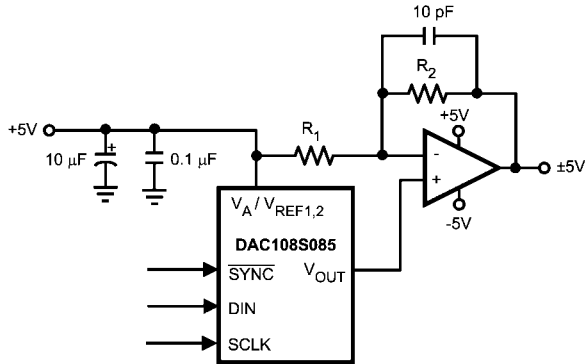 10 pF
R2
+5V
R1
+5V
10 µF
+
0.1 µF
-
+
±5V
-5V
VA / VREF1,2
DAC108S085
SYNC
VOUT
DIN
SCLK